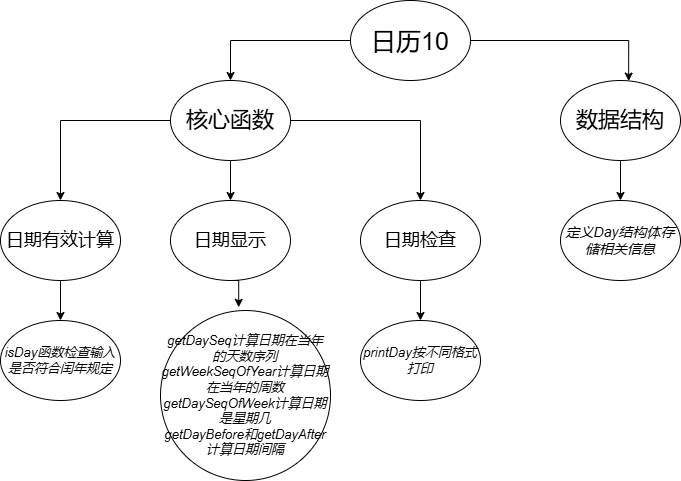 日历10
核心函数
数据结构
日期有效计算
日期显示
日期检查
定义Day结构体存
储相关信息
isDay函数检查输入
是否符合闰年规定
getDaySeq计算日期在当年
的天数序列
getWeekSeqOfYear计算日期
在当年的周数
getDaySeqOfWeek计算日期
是星期几
getDayBefore和getDayAfter
计算日期间隔
printDay按不同格式
打印